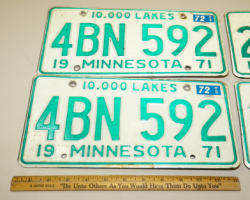 10,000 LAKES
72
4BN 592
19 MINNESOTA 71
10,000 LAKES
72
4BN 592
19 MINNESOTA 71
"Do Unto Others As You Would Have Them Do Unto You"